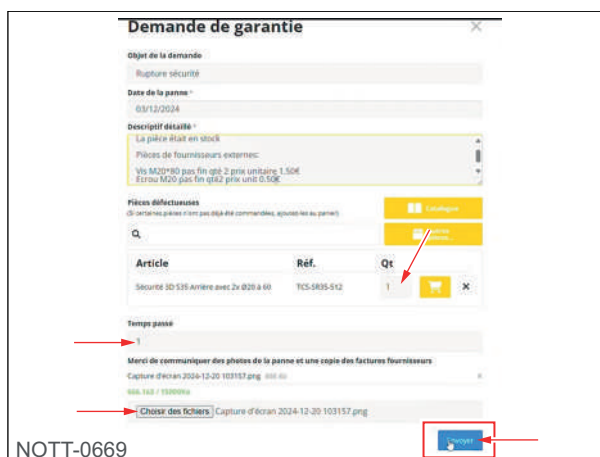 Demande de garantie
Objet de la demande
Rupture sécurité
Date de la panne *
03/12/2024
Descriptif détaillé *
La pièce était en stock
Pièces de fournisseurs externes:
Vis M20*80 pas fin qté 2 prix unitaire 1.50€
Ecrou M20 pas fin qté2 prix unit 0.50€
Pièces défectueuses
(Si certaines pièces n'ont pas déjà été commandées, ajoutez-les au panier)
Catalogue
Article Réf. Qt
Sécurité 3D S35 Arrière avec 2x Ø20 à 60 TCS-SR35-512 1
Temps passé
1
Merci de communiquer des photos de la panne et une copie des factures fournisseurs
Capture d'écran 2024-12-20 103157.png
Choisir des fichiers Capture d'écran 2024-12-20 103157.png
Envoyer
NOTT-0669